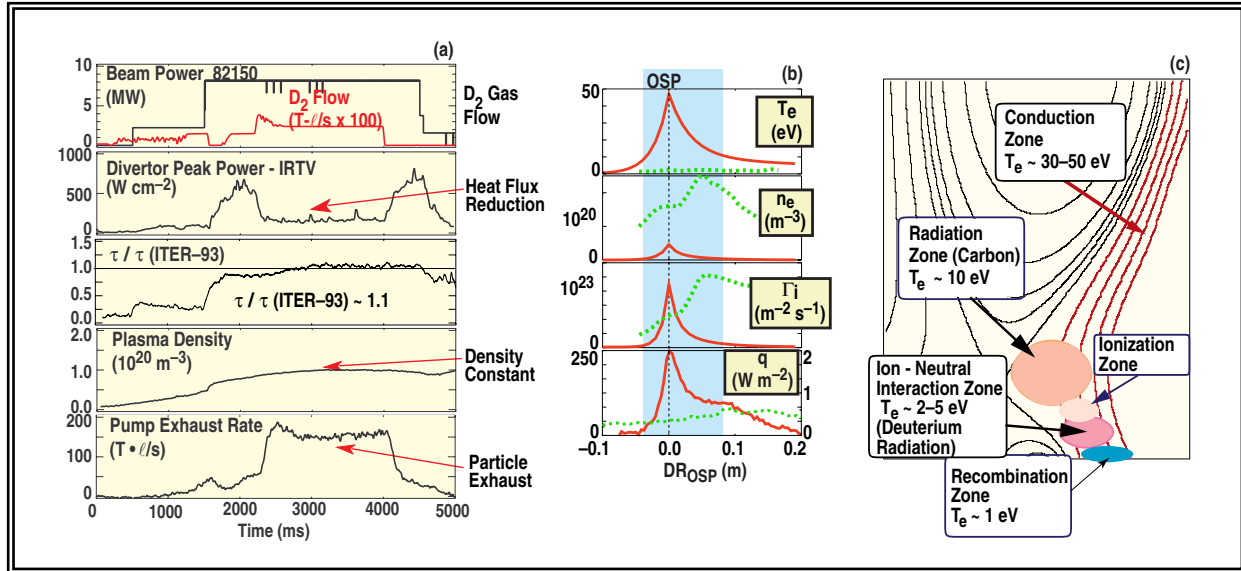 (a)
10
5
0
Beam Power 82150
(MW)
D2 Flow
(T-ℓ/s x 100)
D2 Gas
Flow
1000
500
0
Divertor Peak Power - IRTV
(W cm–2)
Heat Flux
Reduction
1.5
1.0
0.5
0.0
τ / τ (ITER–93)
τ / τ (ITER–93) ~ 1.1
2.0
1.0
0.0
Plasma Density
(10²⁰ m–3)
Density
Constant
200
100
0
Pump Exhaust Rate
(T • ℓ/s)
Particle
Exhaust
0 1000 2000 3000 4000 5000
Time (ms)
(b)
OSP
50
0
Te
(eV)
10²⁰
0
ne
(m–3)
10²³
0
Γi
(m–2 s–1)
250
0
q
(W m–2)
2
1
1
0
–0.1 0.0 0.1 0.2
DROSP (m)
(c)
Conduction
Zone
Te ~ 30–50 eV
Radiation
Zone (Carbon)
Te ~ 10 eV
Ionization
Zone
Ion - Neutral
Interaction Zone
Te ~ 2–5 eV
(Deuterium
Radiation)
Recombination
Zone
Te ~ 1 eV